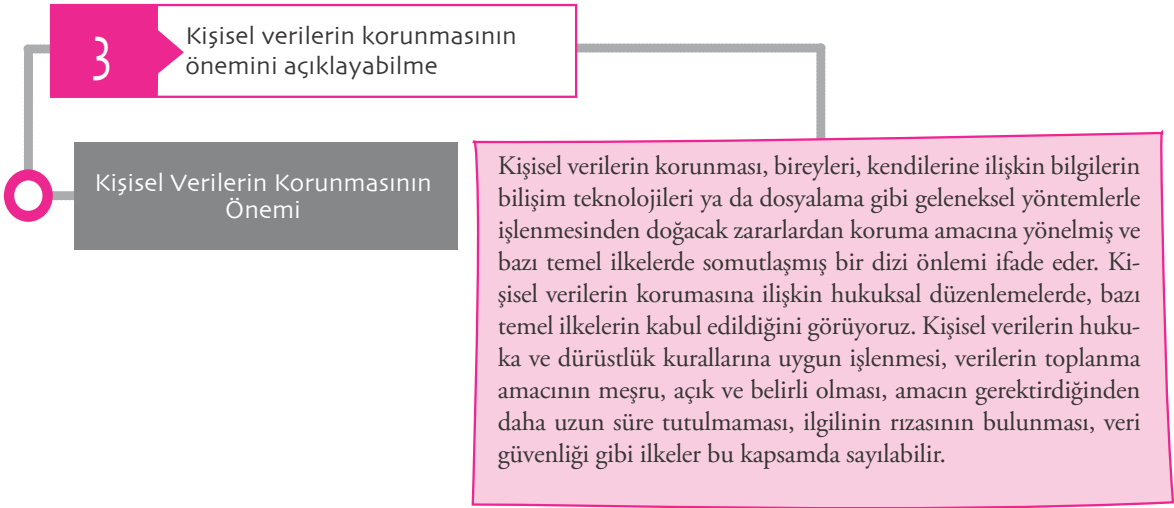 3
Kişisel verilerin korunmasının
önemini açıklayabilme
Kişisel Verilerin Korunmasının
Önemi
Kişisel verilerin korunması, bireyleri, kendilerine ilişkin bilgilerin
bilişim teknolojileri ya da dosyalama gibi geleneksel yöntemlerle
işlenmesinden doğacak zararlardan koruma amacına yönelmiş ve
bazı temel ilkelerde somutlaşmış bir dizi önlemi ifade eder. Ki-
şisel verilerin korumasına ilişkin hukuksal düzenlemelerde, bazı
temel ilkelerin kabul edildiğini görüyoruz. Kişisel verilerin huku-
ka ve dürüstlük kurallarına uygun işlenmesi, verilerin toplanma
amacının meşru, açık ve belirli olması, amacın gerektirdiğinden
daha uzun süre tutulmaması, ilgilinin rızasının bulunması, veri
güvenliği gibi ilkeler bu kapsamda sayılabilir.